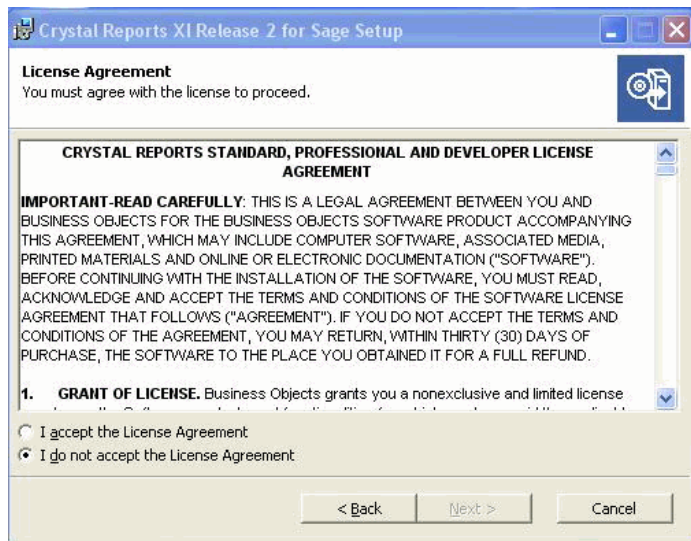 Crystal Reports XI Release 2 for Sage Setup
License Agreement
You must agree with the license to proceed.
CRYSTAL REPORTS STANDARD, PROFESSIONAL AND DEVELOPER LICENSE
AGREEMENT
IMPORTANT-READ CAREFULLY: THIS IS A LEGAL AGREEMENT BETWEEN YOU AND
BUSINESS OBJECTS FOR THE BUSINESS OBJECTS SOFTWARE PRODUCT ACCOMPANYING
THIS AGREEMENT, WHICH MAY INCLUDE COMPUTER SOFTWARE, ASSOCIATED MEDIA,
PRINTED MATERIALS AND ONLINE OR ELECTRONIC DOCUMENTATION ("SOFTWARE").
BEFORE CONTINUING WITH THE INSTALLATION OF THE SOFTWARE, YOU MUST READ,
ACKNOWLEDGE AND ACCEPT THE TERMS AND CONDITIONS OF THE SOFTWARE LICENSE
AGREEMENT THAT FOLLOWS ("AGREEMENT"). IF YOU DO NOT ACCEPT THE TERMS AND
CONDITIONS OF THE AGREEMENT, YOU MAY RETURN, WITHIN THIRTY (30) DAYS OF
PURCHASE, THE SOFTWARE TO THE PLACE YOU OBTAINED IT FOR A FULL REFUND.
1. GRANT OF LICENSE. Business Objects grants you a nonexclusive and limited license
I accept the License Agreement
I do not accept the License Agreement
< Back Next > Cancel